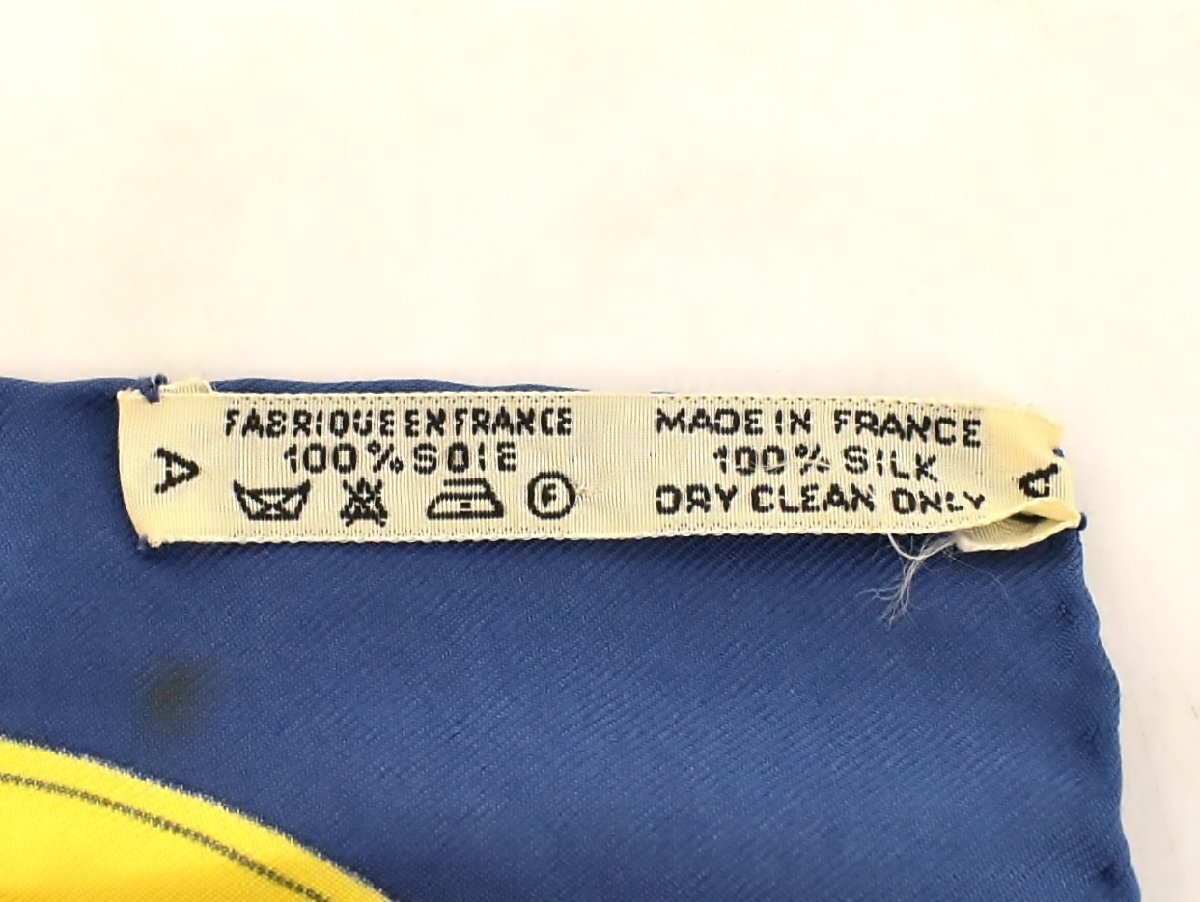 A
FABRIQUE EN FRANCE
100% SOIE
F
MADE IN FRANCE
100% SILK
DRY CLEAN ONLY
A